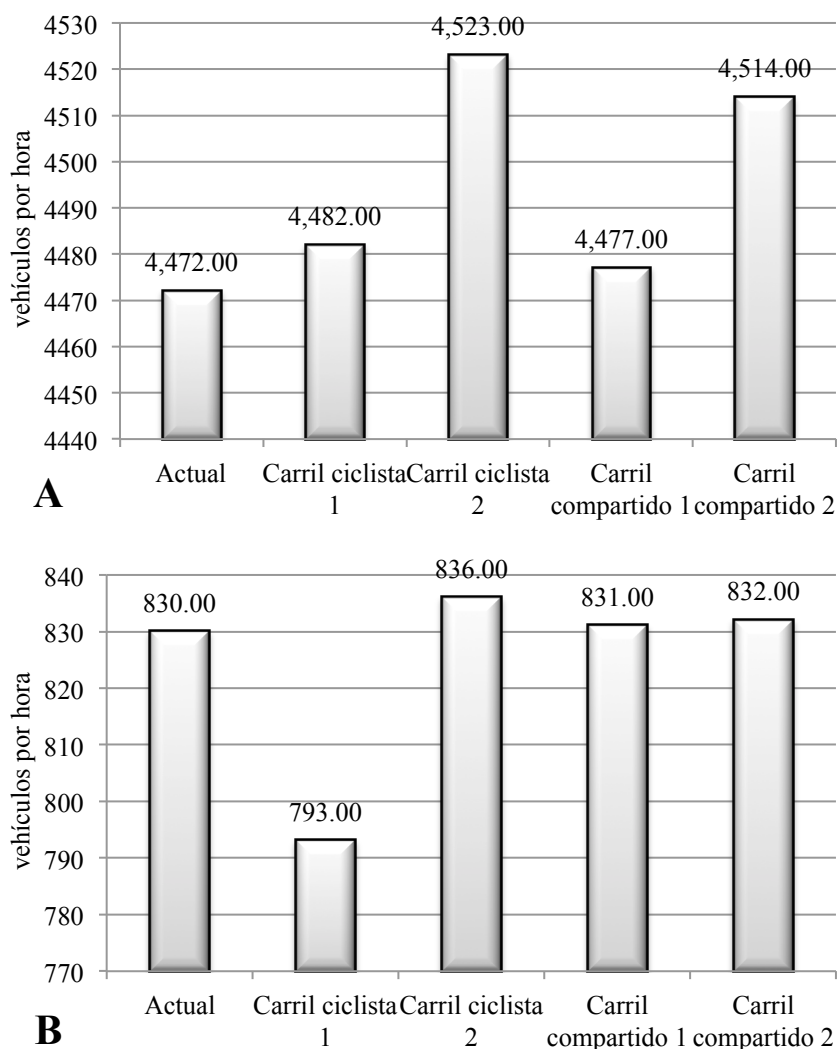 vehículos por hora
4530
4520
4510
4500
4490
4480
4470
4460
4450
4440
4,472.00
4,482.00
4,523.00
4,477.00
4,514.00
Actual
Carril ciclista
1
Carril ciclista
2
Carril
compartido 1
Carril
compartido 2
A
vehículos por hora
840
830
820
810
800
790
780
770
830.00
793.00
836.00
831.00
832.00
Actual
Carril ciclista
1
Carril ciclista
2
Carril
compartido 1
Carril
compartido 2
B